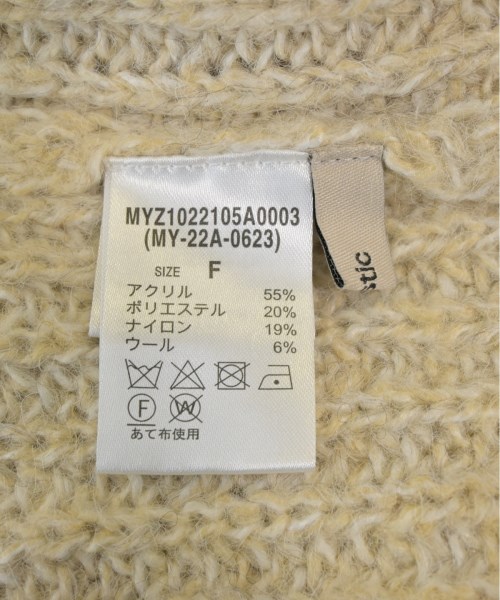 MYZ1022105A0003
(MY-22A-0623)
SIZE F
アクリル 55%
ポリエステル 20%
ナイロン 19%
ウール 6%
F W
あて布使用
stic